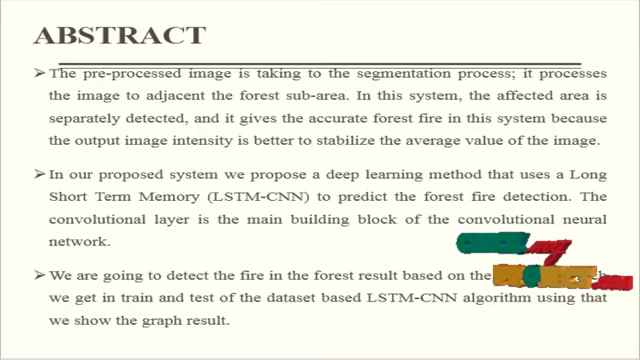 ABSTRACT
➤ The pre-processed image is taking to the segmentation process; it processes
the image to adjacent the forest sub-area. In this system, the affected area is
separately detected, and it gives the accurate forest fire in this system because
the output image intensity is better to stabilize the average value of the image.
➤ In our proposed system we propose a deep learning method that uses a Long
Short Term Memory (LSTM-CNN) to predict the forest fire detection. The
convolutional layer is the main building block of the convolutional neural
network.
➤ We are going to detect the fire in the forest result based on the
we get in train and test of the dataset based LSTM-CNN algorithm using that
we show the graph result.